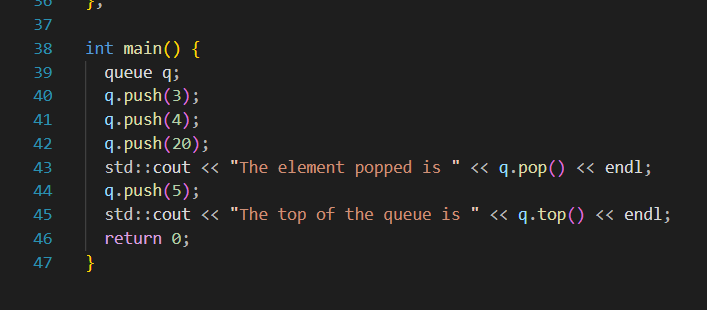 36 };
37
38 int main() {
39 queue q;
40 q.push(3);
41 q.push(4);
42 q.push(20);
43 std::cout << "The element popped is " << q.pop() << endl;
44 q.push(5);
45 std::cout << "The top of the queue is " << q.top() << endl;
46 return 0;
47 }